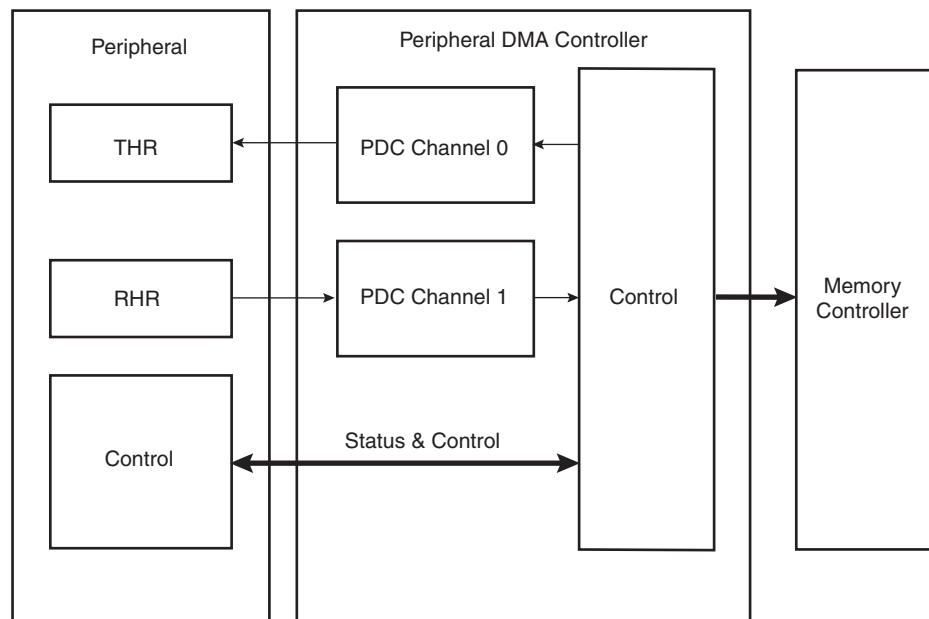 Peripheral
Peripheral DMA Controller
THR
PDC Channel 0
RHR
PDC Channel 1
Control
Memory
Controller
Status & Control
Control